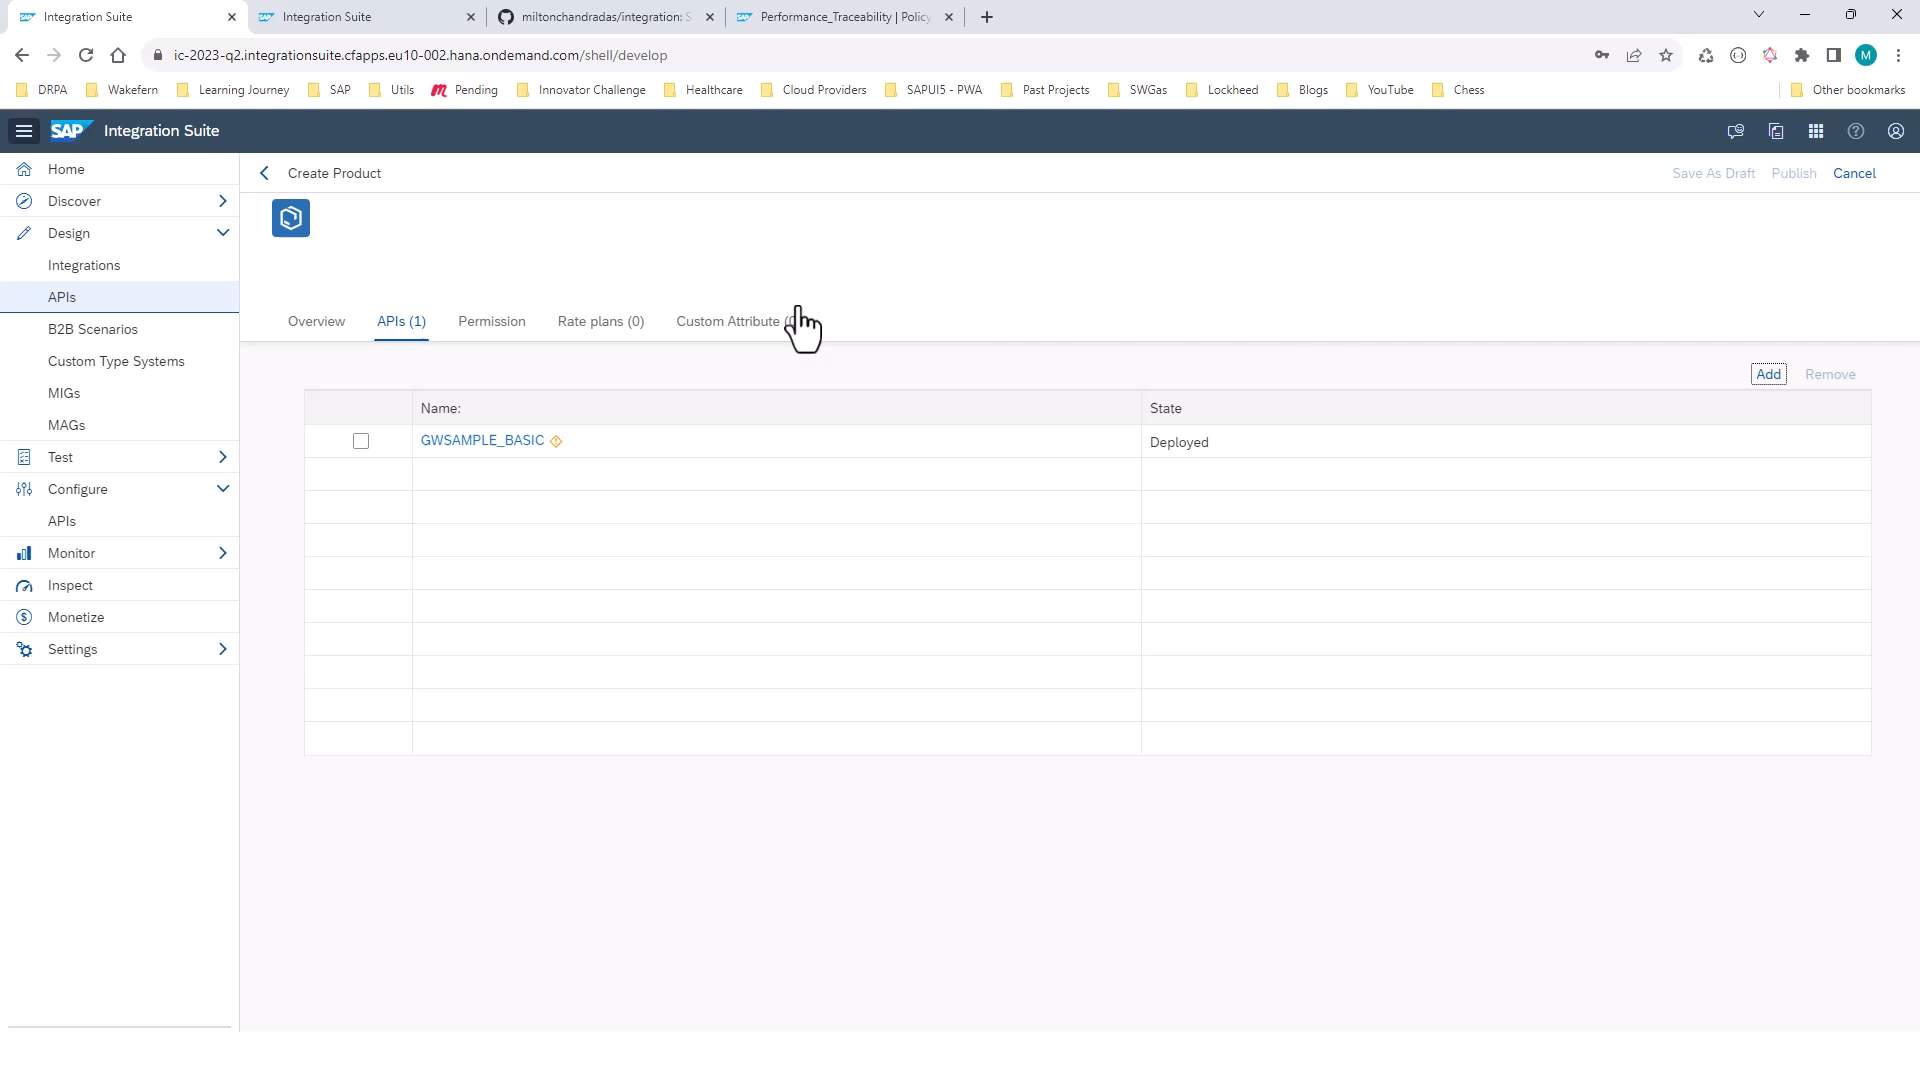 Integration Suite
Integration Suite
miltonchandradas/integration: S
Performance_Traceability | Policy
ic-2023-q2.integrationsuite.cfapps.eu10-002.hana.ondemand.com/shell/develop
M
DRPA
Wakefern
Learning Journey
SAP
Utils
Pending
Innovator Challenge
Healthcare
Cloud Providers
SAPUI5 - PWA
Past Projects
SWGas
Lockheed
Blogs
YouTube
Chess
Other bookmarks
SAP
Integration Suite
Home
Discover
Design
Integrations
APIs
B2B Scenarios
Custom Type Systems
MIGs
MAGs
Test
Configure
APIs
Monitor
Inspect
Monetize
Settings
Create Product
Save As Draft
Publish
Cancel
Overview
APIs (1)
Permission
Rate plans (0)
Custom Attribute
Add
Remove
Name:
State
GWSAMPLE_BASIC
Deployed